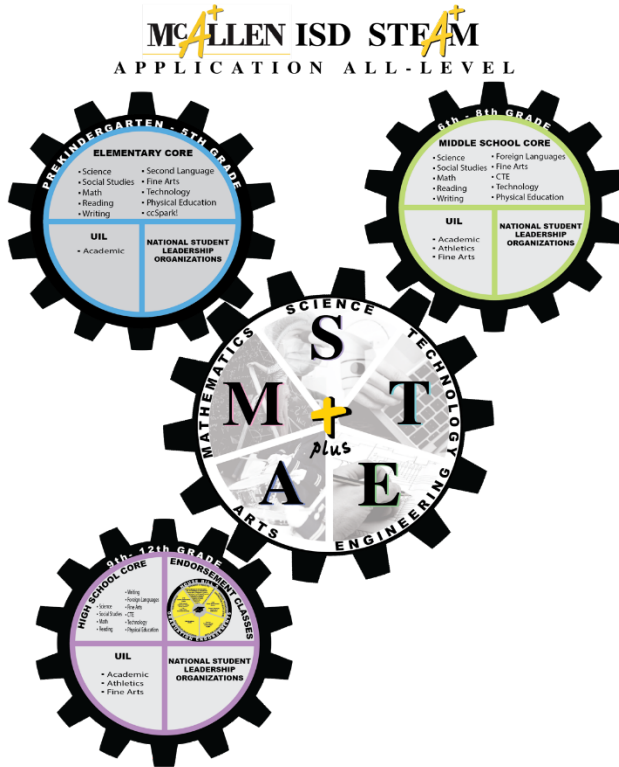 McALLEN ISD STEAM
APPLICATION ALL-LEVEL
PREKINDERGARTEN - 5TH GRADE
ELEMENTARY CORE
• Science
• Social Studies
• Math
• Reading
• Writing
• Second Language
• Fine Arts
• Technology
• Physical Education
• ccSpark!
UIL
• Academic
NATIONAL STUDENT
LEADERSHIP
ORGANIZATIONS
6th - 8th GRADE
MIDDLE SCHOOL CORE
• Science
• Social Studies
• Math
• Reading
• Writing
• Foreign Languages
• Fine Arts
• CTE
• Technology
• Physical Education
UIL
• Academic
• Athletics
• Fine Arts
NATIONAL STUDENT
LEADERSHIP
ORGANIZATIONS
SCIENCE
TECHNOLOGY
ENGINEERING
ARTS
MATHEMATICS
S
T
E
A
M
+
plus
9th- 12th GRADE
HIGH SCHOOL CORE
• Science
• Social Studies
• Math
• Reading
• Writing
• Foreign Languages
• Fine Arts
• CTE
• Technology
• Physical Education
ENDORSEMENT CLASSES
UIL
• Academic
• Athletics
• Fine Arts
NATIONAL STUDENT
LEADERSHIP
ORGANIZATIONS